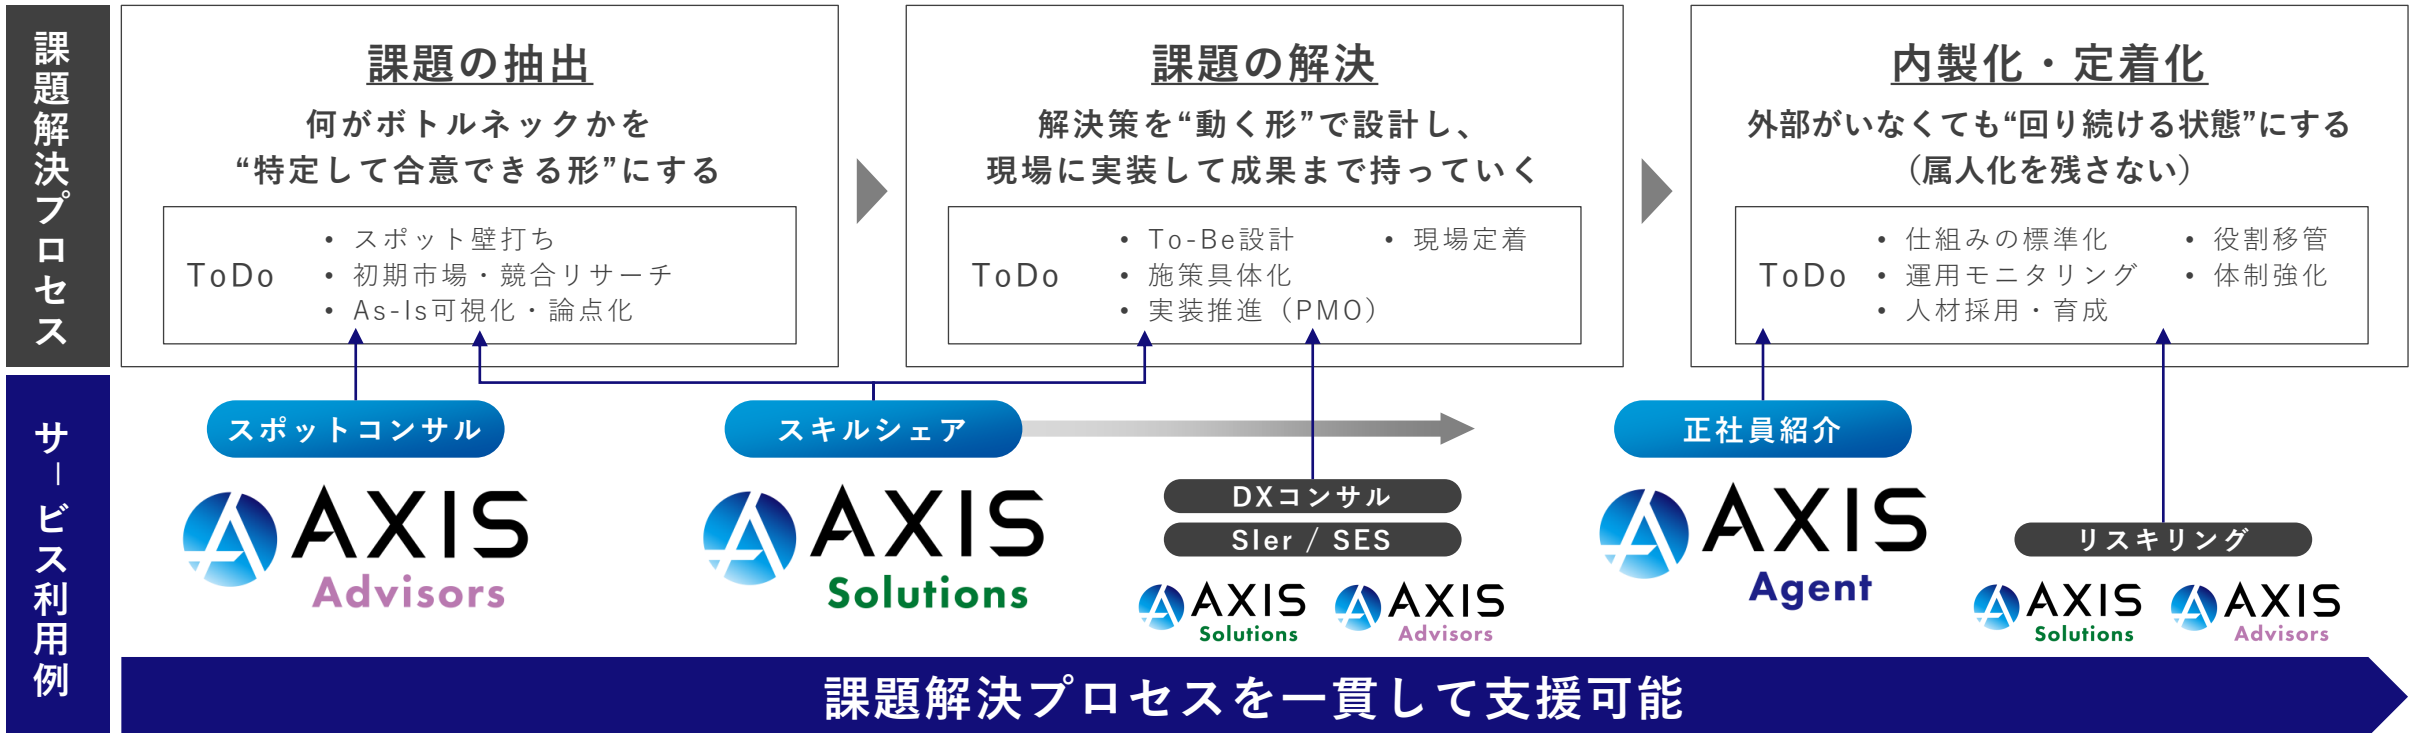 課題解決プロセス
課題の抽出
何がボトルネックかを
“特定して合意できる形”にする
ToDo
• スポット壁打ち
• 初期市場・競合リサーチ
• As-Is可視化・論点化
課題の解決
解決策を“動く形”で設計し、
現場に実装して成果まで持っていく
ToDo
• To-Be設計
• 施策具体化
• 実装推進（PMO）
• 現場定着
内製化・定着化
外部がいなくても“回り続ける状態”にする
（属人化を残さない）
ToDo
• 仕組みの標準化
• 運用モニタリング
• 人材採用・育成
• 役割移管
• 体制強化
サービス利用例
スポットコンサル
AXIS
Advisors
スキルシェア
AXIS
Solutions
DXコンサル
SIer / SES
AXIS
Solutions
AXIS
Advisors
正社員紹介
AXIS
Agent
リスキリング
AXIS
Solutions
AXIS
Advisors
課題解決プロセスを一貫して支援可能